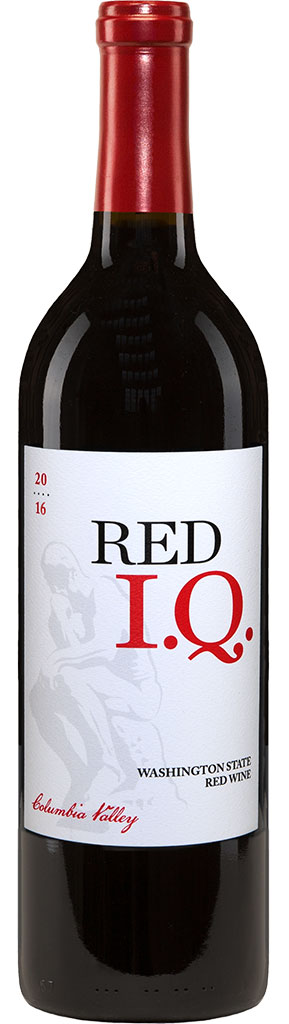 20
....
16
RED
I.Q.
WASHINGTON STATE
RED WINE
Columbia Valley